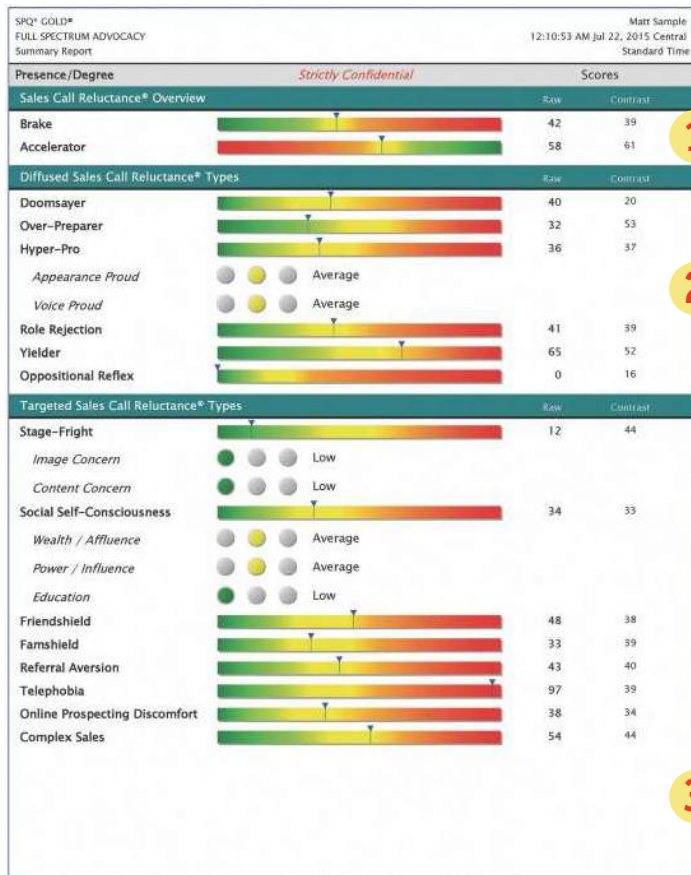 SPQ* GOLD®
Matt Sample
FULL SPECTRUM ADVOCACY
12:10:53 AM Jul 22, 2015 Central
Summary Report
Standard Time
Presence/Degree Strictly Confidential Scores
Sales Call Reluctance® Overview Raw Contrast
Brake 42 39
1
Accelerator 58 61
Diffused Sales Call Reluctance® Types Raw Contrast
Doomsayer 40 20
Over-Preparer 32 53
Hyper-Pro 36 37
Appearance Proud Average
2
Voice Proud Average
Role Rejection 41 39
Yielder 65 52
Oppositional Reflex 0 16
Targeted Sales Call Reluctance® Types Raw Contrast
Stage-Fright 12 44
Image Concern Low
Content Concern Low
Social Self-Consciousness 34 33
Wealth / Affluence Average
Power / Influence Average
Education Low
Friendshield 48 38
Famshield 33 39
Referral Aversion 43 40
Telephobia 97 39
Online Prospecting Discomfort 38 34
Complex Sales 54 44
3